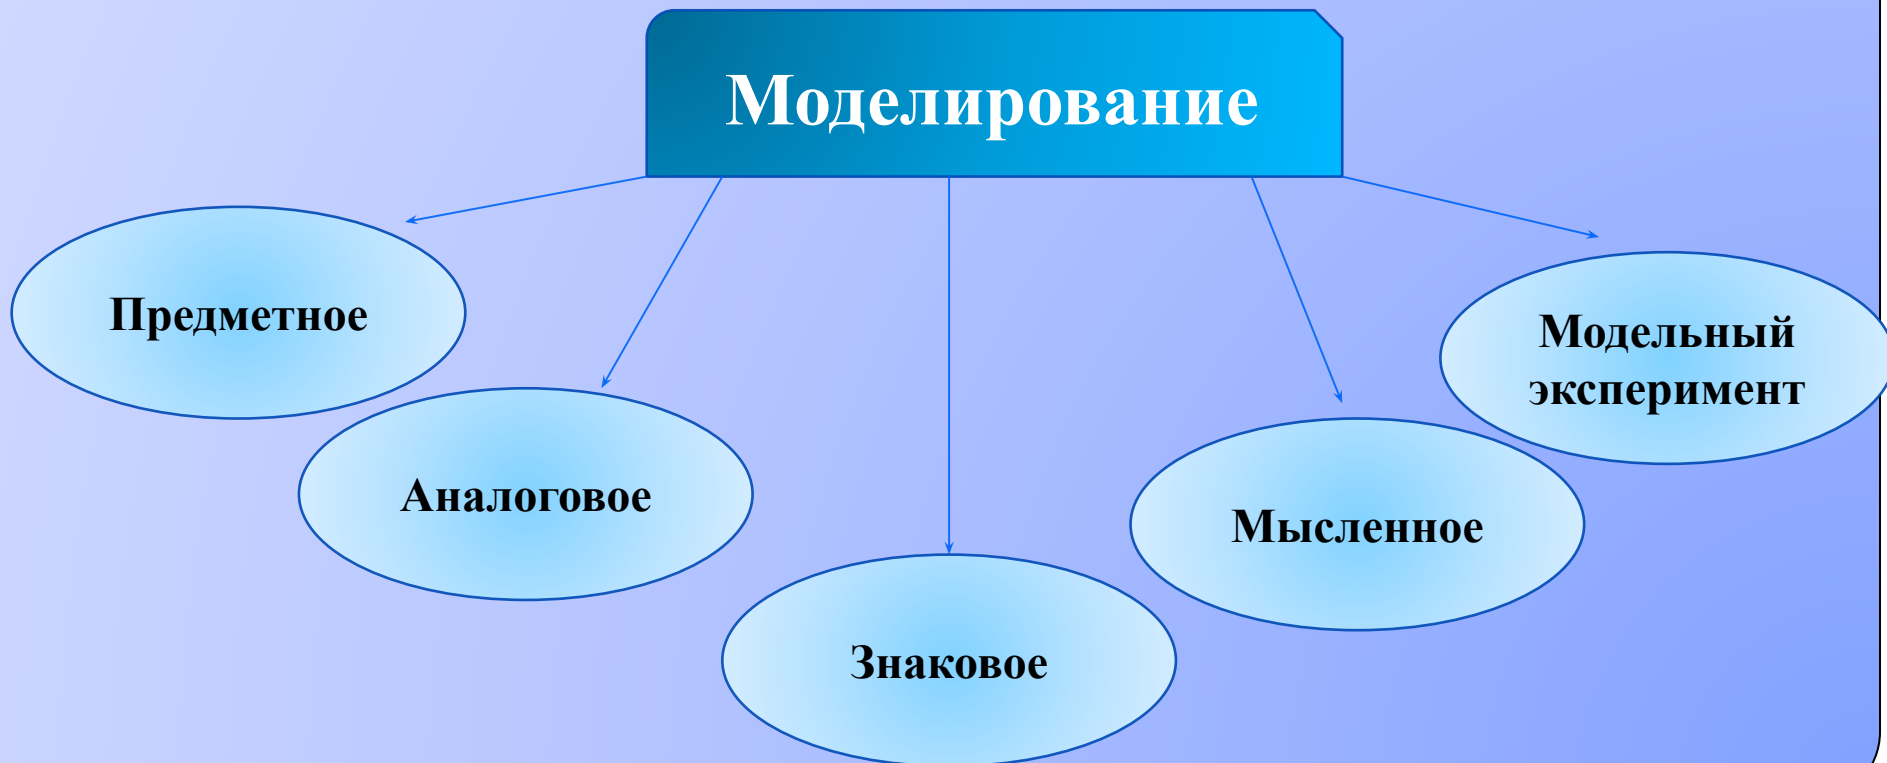 Моделирование
Предметное
Аналоговое
Знаковое
Мысленное
Модельный
эксперимент